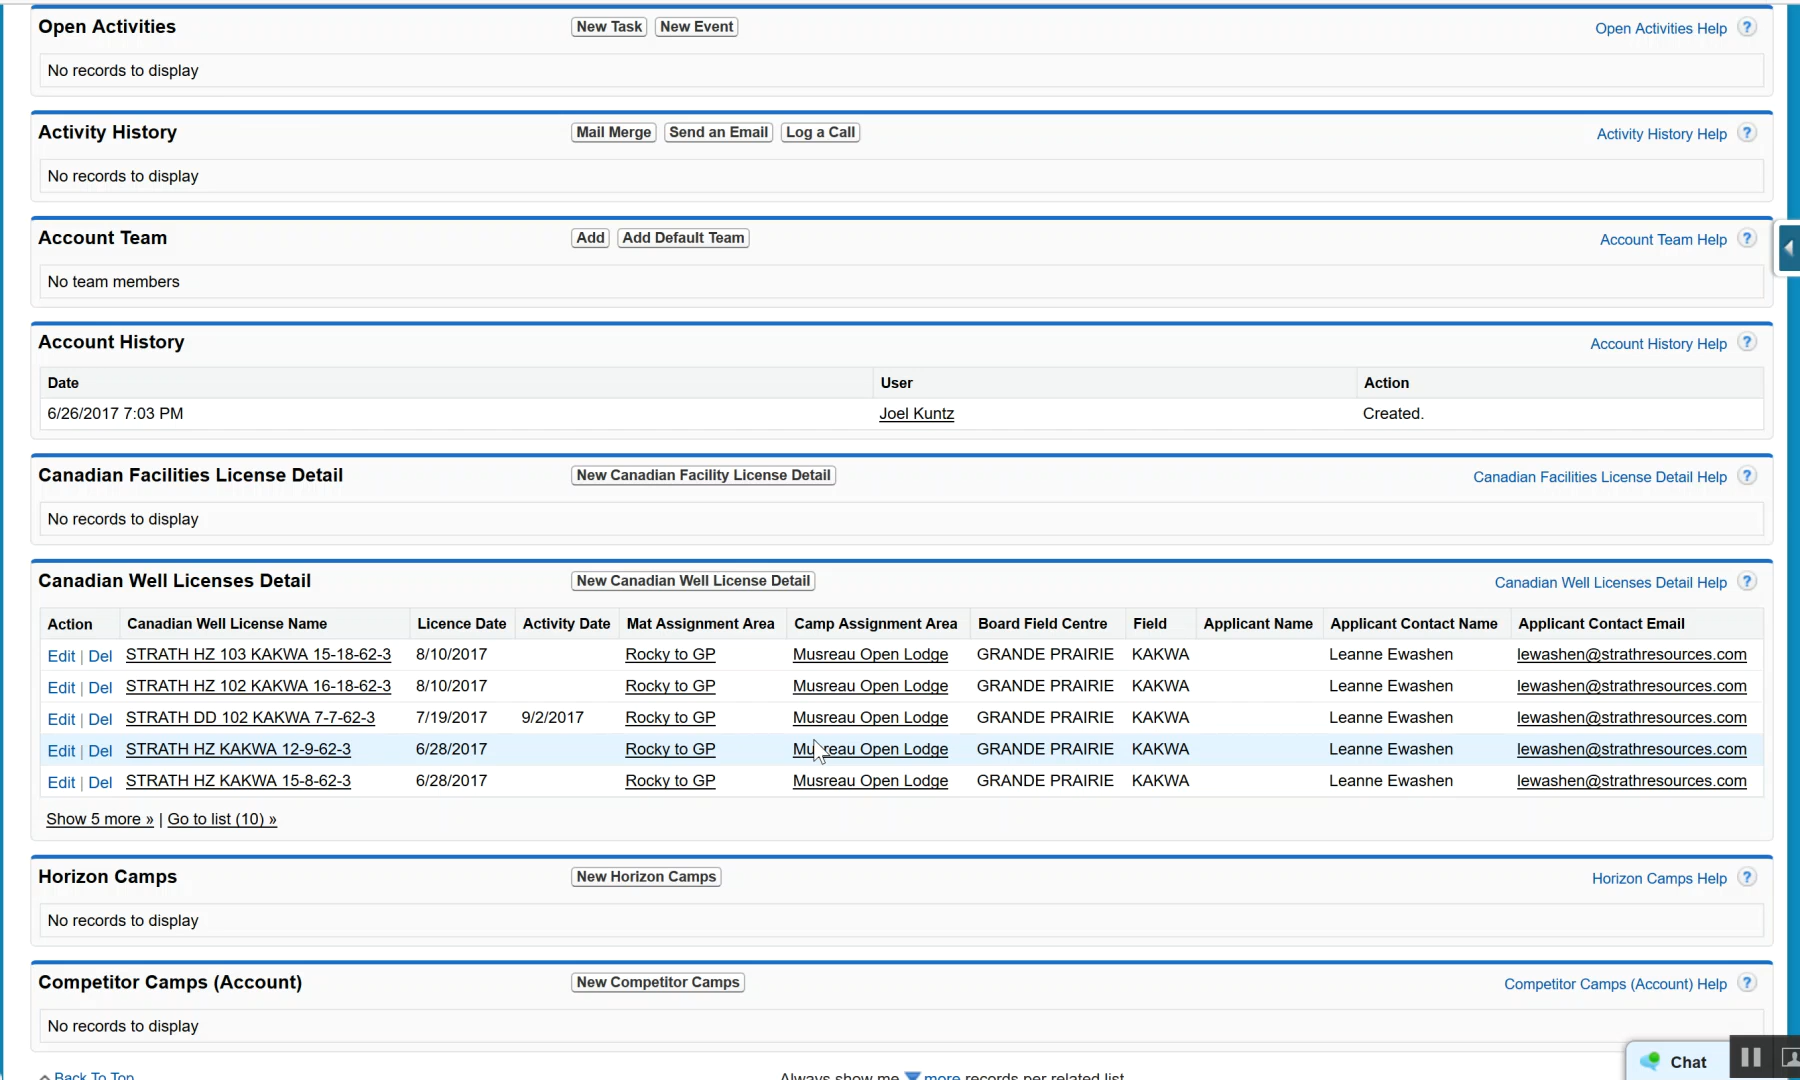 Open Activities New Task New Event Open Activities Help ?
No records to display
Activity History Mail Merge Send an Email Log a Call Activity History Help ?
No records to display
Account Team Add Add Default Team Account Team Help ?
No team members
Account History Account History Help ?
Date User Action
6/26/2017 7:03 PM Joel Kuntz Created.
Canadian Facilities License Detail New Canadian Facility License Detail Canadian Facilities License Detail Help ?
No records to display
Canadian Well Licenses Detail New Canadian Well License Detail Canadian Well Licenses Detail Help ?
Action Canadian Well License Name Licence Date Activity Date Mat Assignment Area Camp Assignment Area Board Field Centre Field Applicant Name Applicant Contact Name Applicant Contact Email
Edit | Del STRATH HZ 103 KAKWA 15-18-62-3 8/10/2017 Rocky to GP Musreau Open Lodge GRANDE PRAIRIE KAKWA Leanne Ewashen lewashen@strathresources.com
Edit | Del STRATH HZ 102 KAKWA 16-18-62-3 8/10/2017 Rocky to GP Musreau Open Lodge GRANDE PRAIRIE KAKWA Leanne Ewashen lewashen@strathresources.com
Edit | Del STRATH DD 102 KAKWA 7-7-62-3 7/19/2017 9/2/2017 Rocky to GP Musreau Open Lodge GRANDE PRAIRIE KAKWA Leanne Ewashen lewashen@strathresources.com
Edit | Del STRATH HZ KAKWA 12-9-62-3 6/28/2017 Rocky to GP Musreau Open Lodge GRANDE PRAIRIE KAKWA Leanne Ewashen lewashen@strathresources.com
Edit | Del STRATH HZ KAKWA 15-8-62-3 6/28/2017 Rocky to GP Musreau Open Lodge GRANDE PRAIRIE KAKWA Leanne Ewashen lewashen@strathresources.com
Show 5 more » | Go to list (10) »
Horizon Camps New Horizon Camps Horizon Camps Help ?
No records to display
Competitor Camps (Account) New Competitor Camps Competitor Camps (Account) Help ?
No records to display
Chat
Back To Top Always show me more records per related list